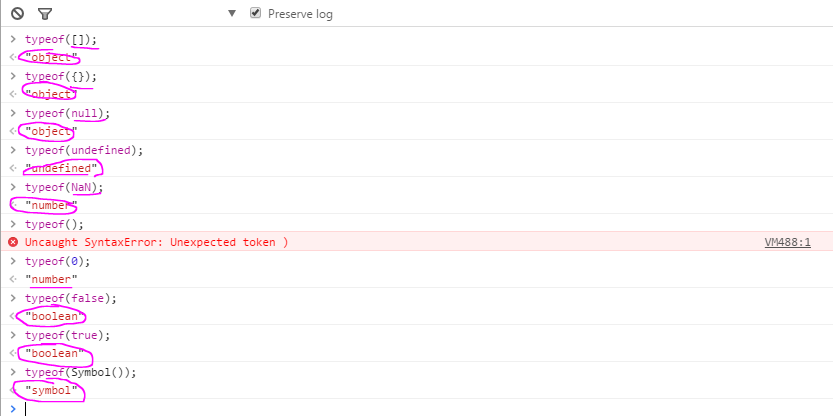 Preserve log
typeof([]);
"object"
typeof({});
"object"
typeof(null);
"object"
typeof(undefined);
"undefined"
typeof(NaN);
"number"
typeof();
Uncaught SyntaxError: Unexpected token ) VM488:1
typeof(0);
"number"
typeof(false);
"boolean"
typeof(true);
"boolean"
typeof(Symbol());
"symbol"